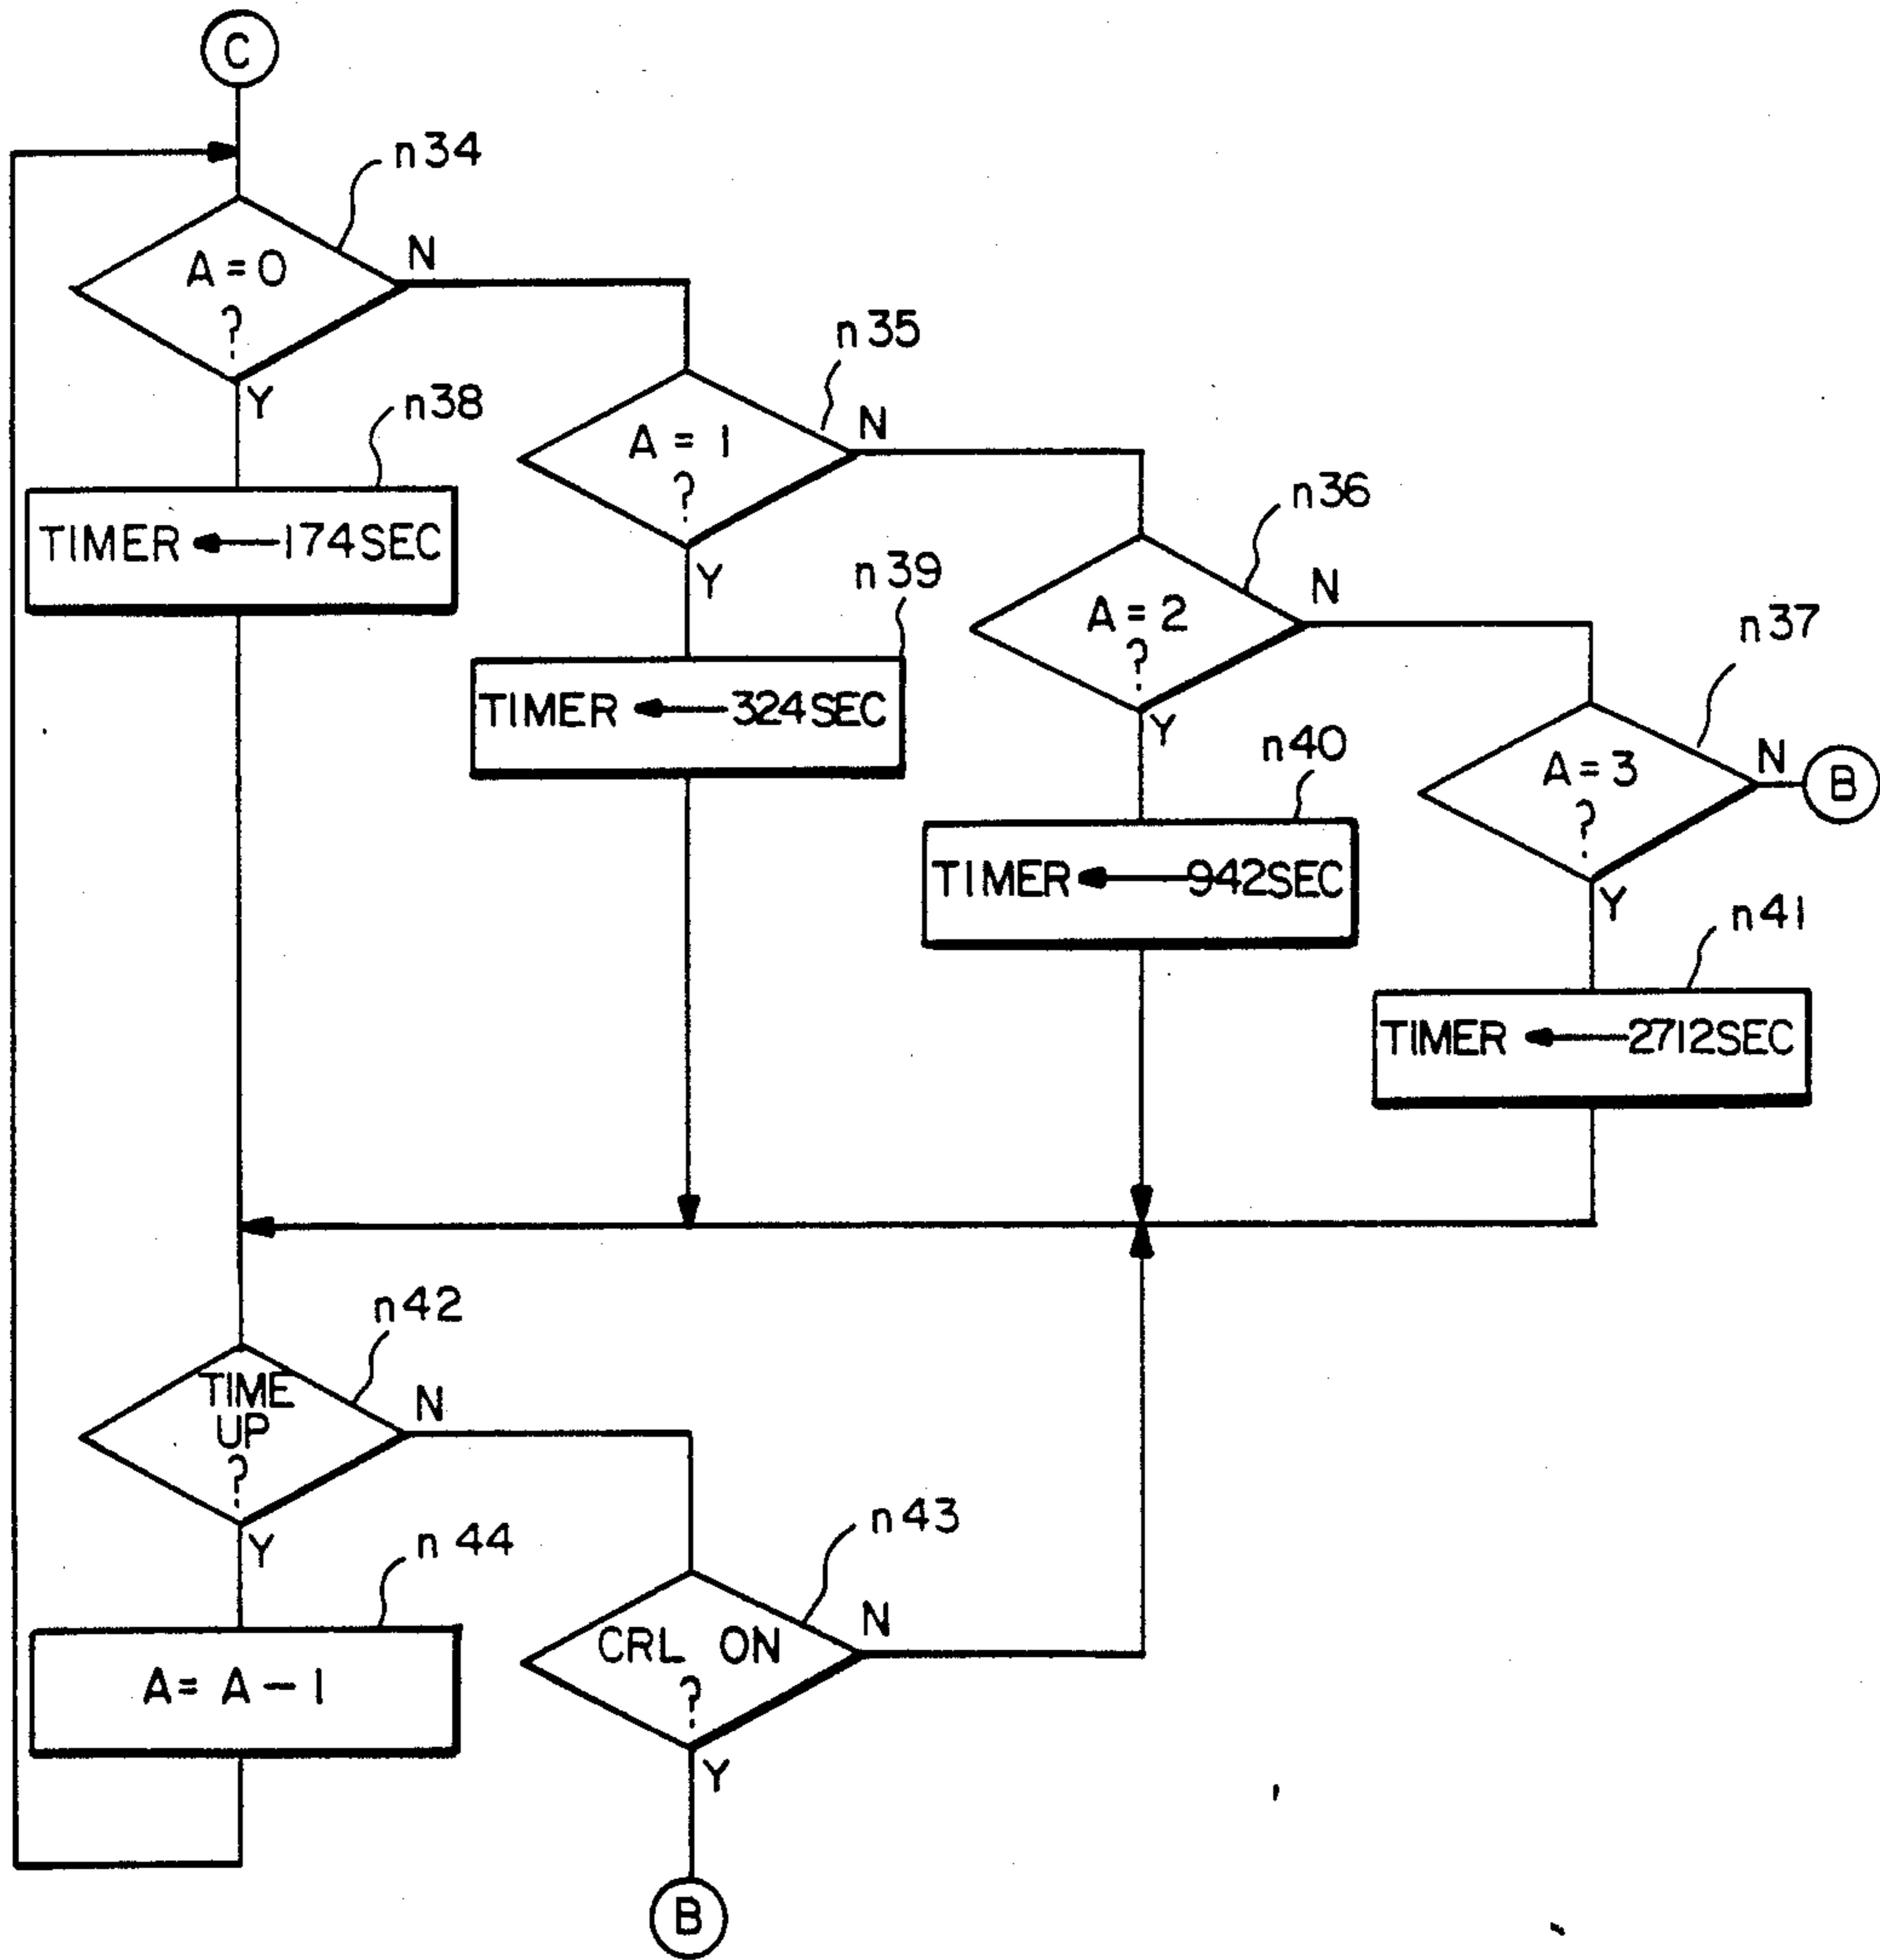 C
n34
A = 0
?
N
Y
n38
TIMER ← 174SEC
n35
A = 1
?
N
Y
n39
TIMER ← 324SEC
n36
A = 2
?
N
Y
n40
TIMER ← 942SEC
n37
A = 3
?
N
B
Y
n41
TIMER ← 2712SEC
n42
TIME
UP
?
N
Y
n44
A = A - 1
n43
CRL ON
?
N
Y
B